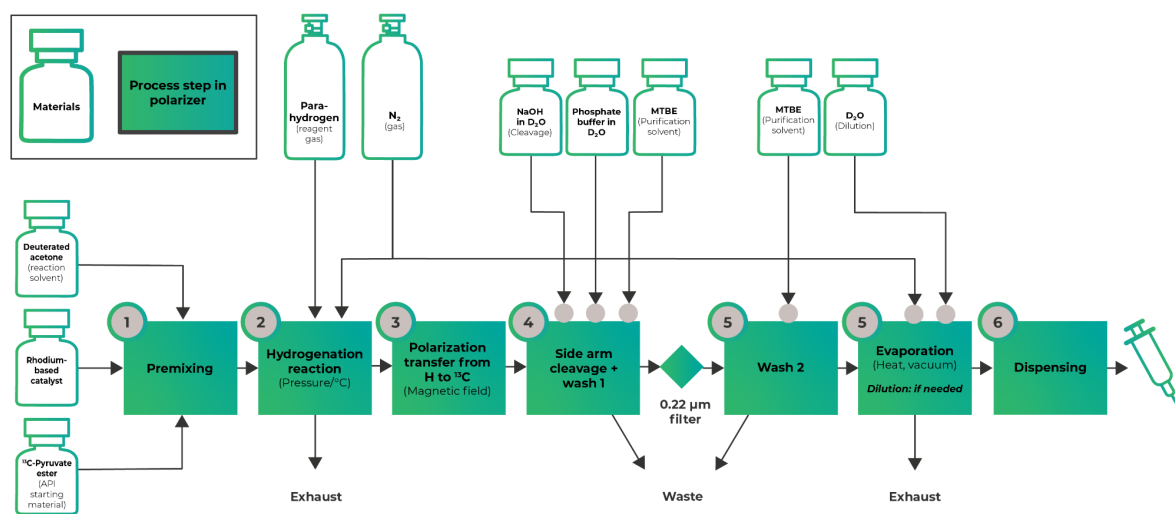 Materials
Process step in
polarizer
Para-
hydrogen
(reagent
gas)
N₂
(gas)
NaOH
in D₂O
(Cleavage)
Phosphate
buffer in
D₂O
MTBE
(Purification
solvent)
MTBE
(Purification
solvent)
D₂O
(Dilution)
Deuterated
acetone
(reaction
solvent)
Rhodium-
based
catalyst
¹³C-Pyruvate
ester
(API
starting
material)
1
Premixing
2
Hydrogenation
reaction
(Pressure/°C)
3
Polarization
transfer from
H to ¹³C
(Magnetic field)
4
Side arm
cleavage +
wash 1
0.22 µm
filter
5
Wash 2
5
Evaporation
(Heat, vacuum)
Dilution: if needed
6
Dispensing
Exhaust
Waste
Exhaust